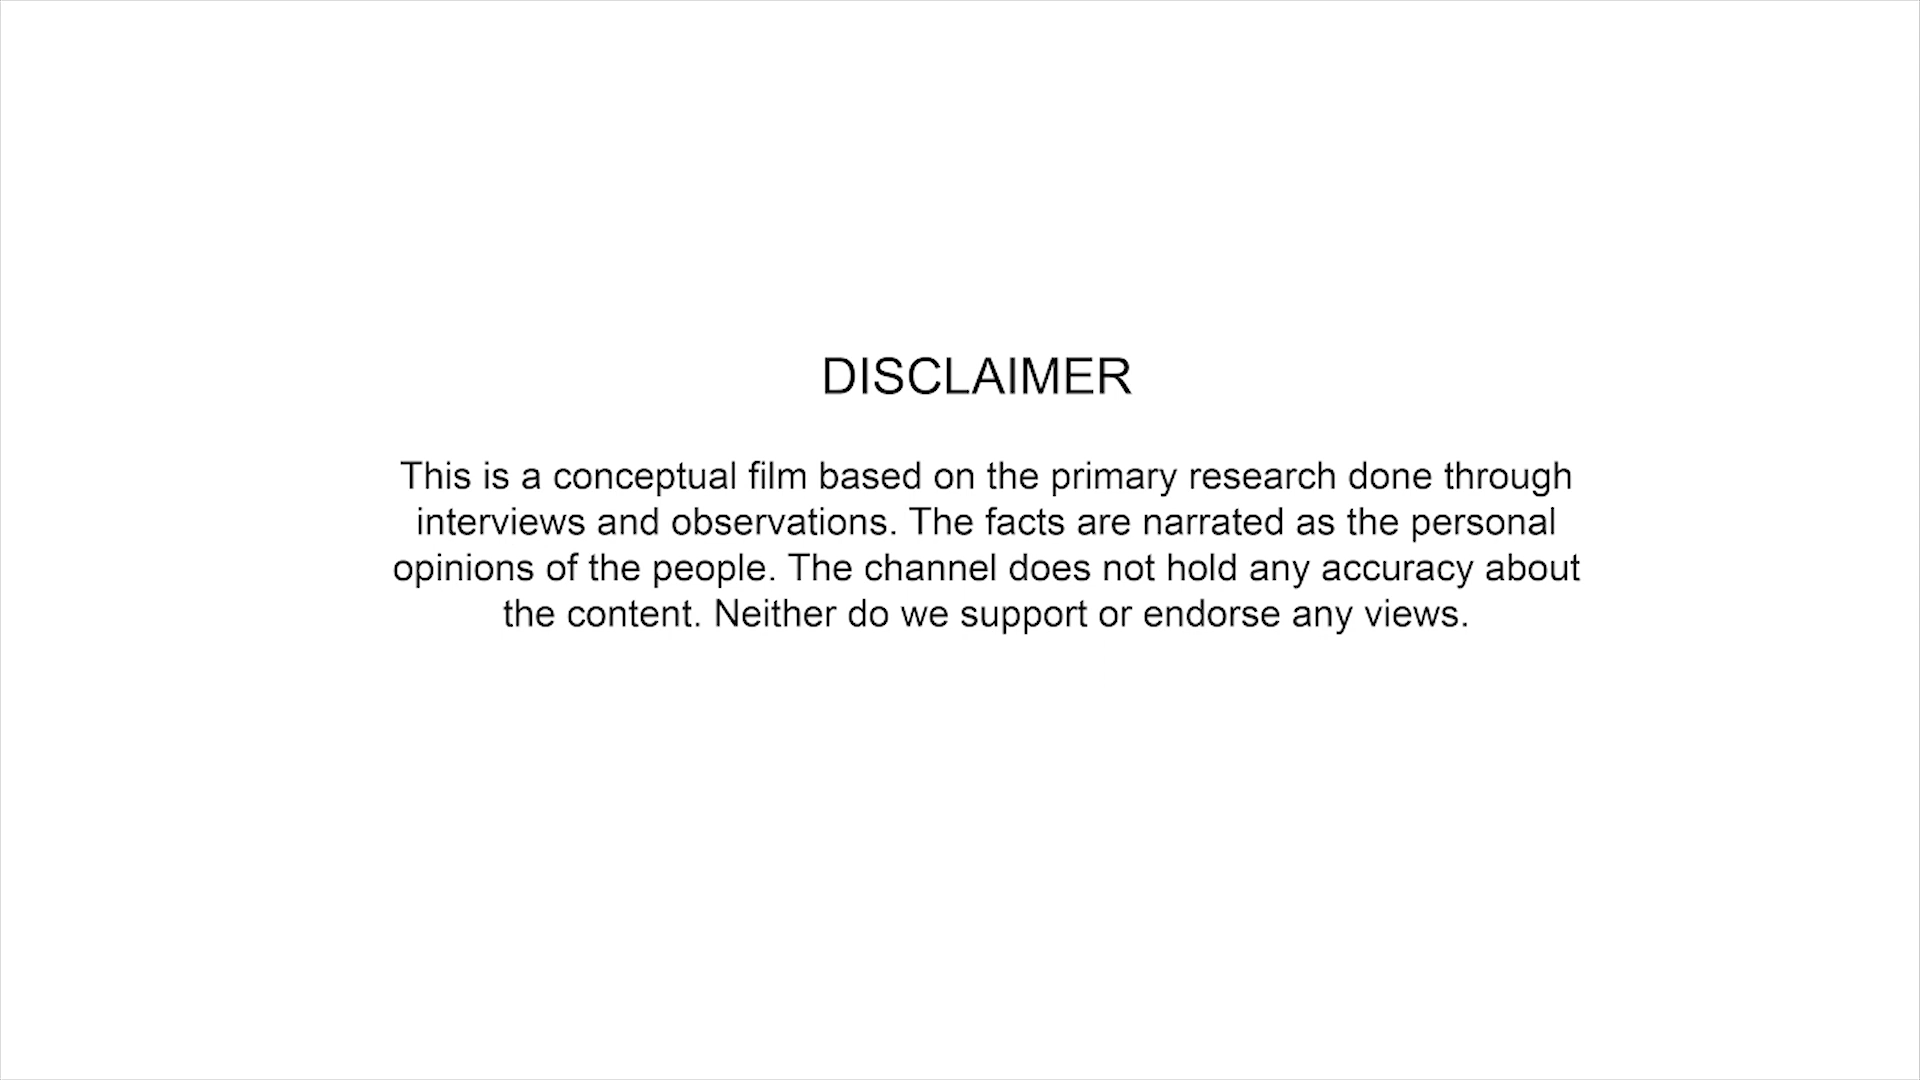 DISCLAIMER
This is a conceptual film based on the primary research done through
interviews and observations. The facts are narrated as the personal
opinions of the people. The channel does not hold any accuracy about
the content. Neither do we support or endorse any views.